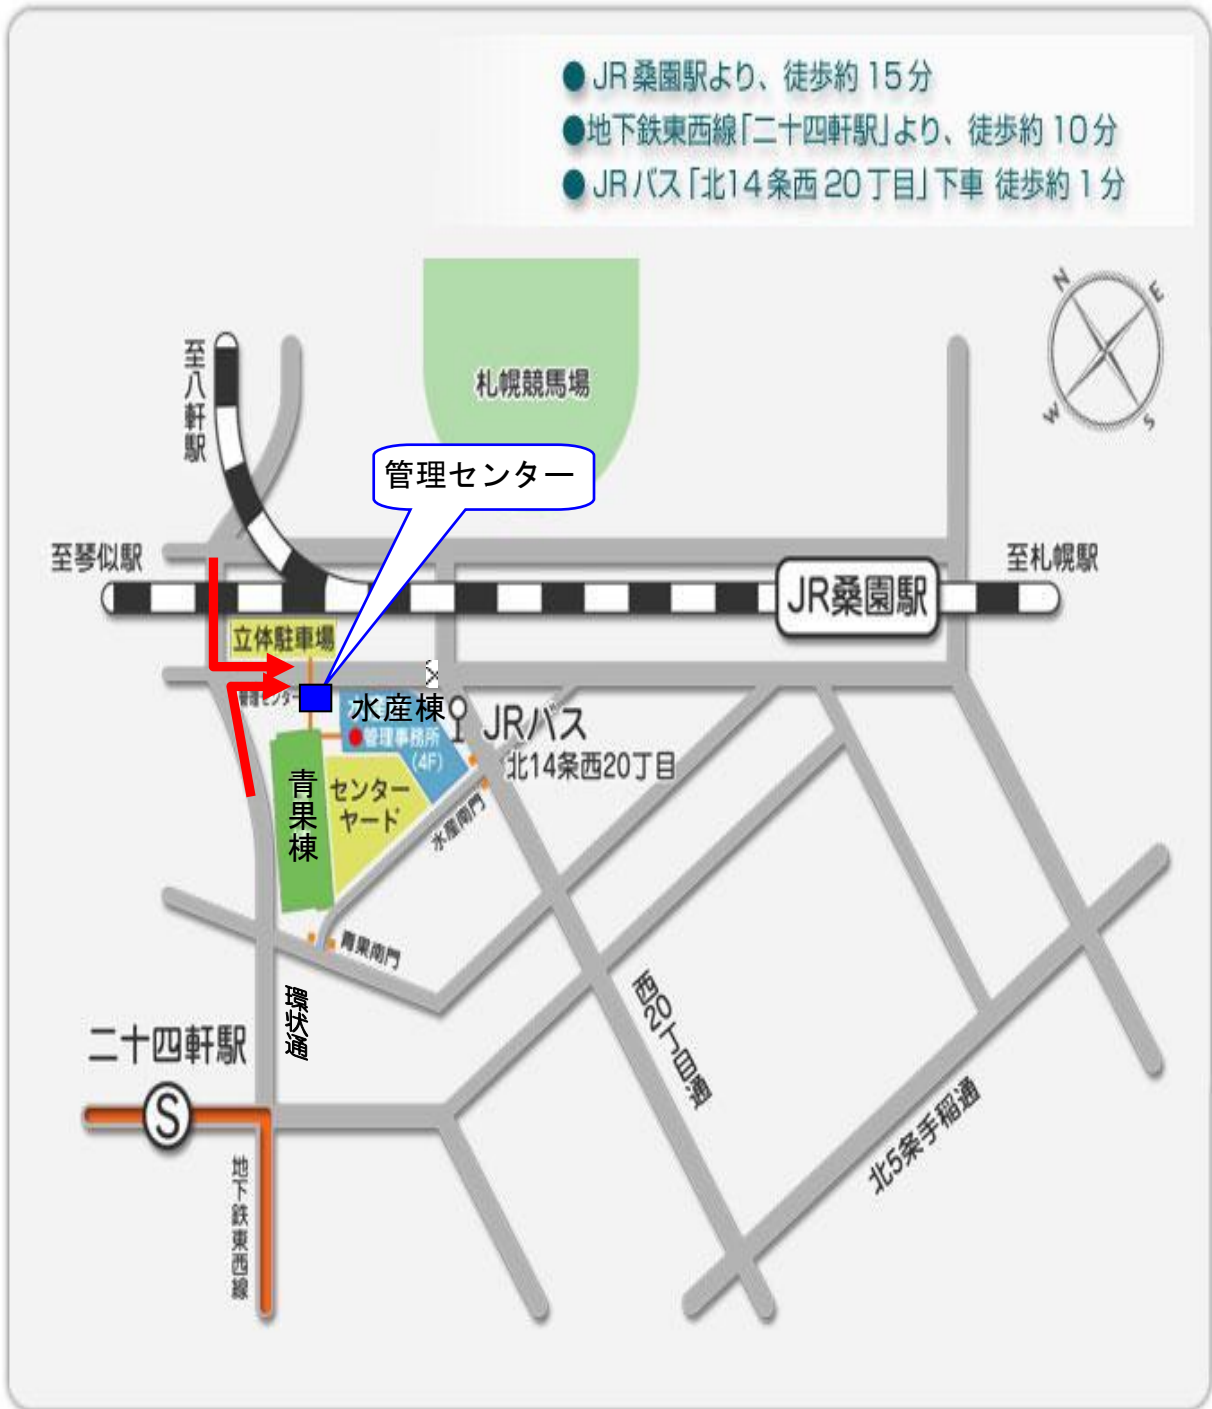 ● JR桑園駅より、徒歩約15分
●地下鉄東西線「二十四軒駅」より、徒歩約10分
● JRバス「北14条西20丁目」下車 徒歩約1分
N
E
W
S
札幌競馬場
至八軒駅
管理センター
至琴似駅
至札幌駅
JR桑園駅
立体駐車場
管理センター
水産棟
JRバス
北14条西20丁目
管理事務所
(4F)
青果棟
センター
ヤード
水産南門
青果南門
環状通
西20丁目通
二十四軒駅
S
北5条手稲通
地下鉄東西線